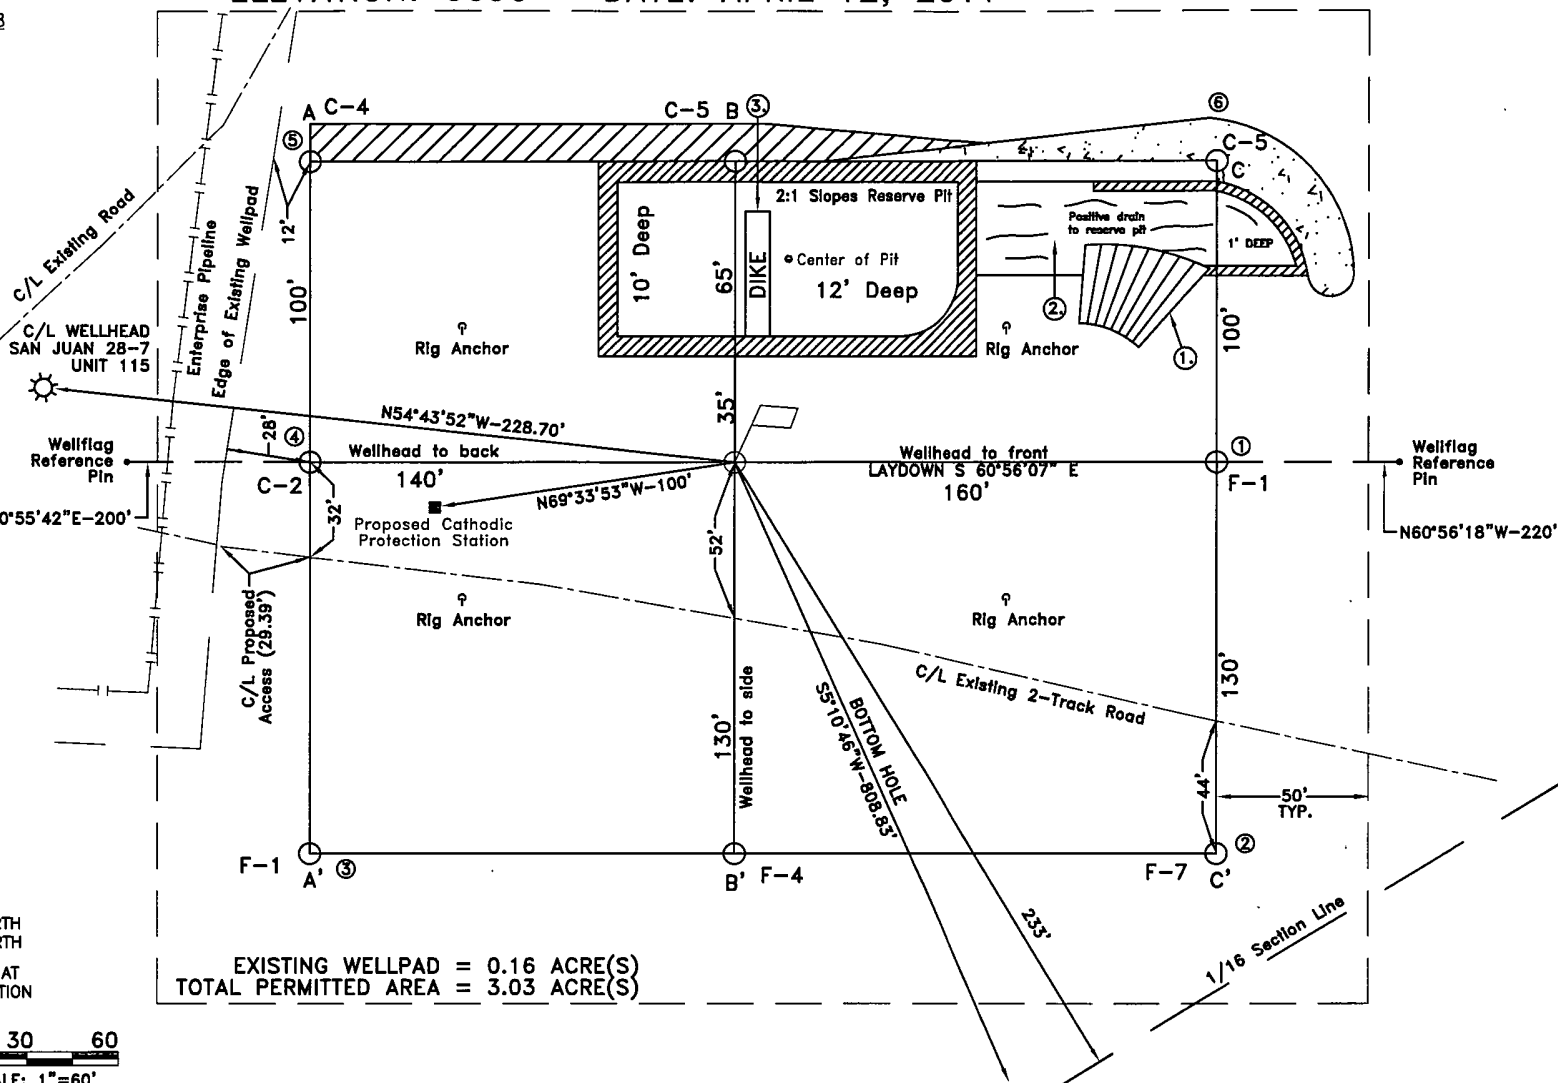 A
C-4
C-5
B
3.
6
C-5
C
5
2:1 Slopes Reserve Pit
10' Deep
65'
DIKE
Center of Pit
12' Deep
Positive drain
to reserve pit
1' DEEP
2.
1.
12'
100'
100'
C/L Existing Road
Enterprise Pipeline
Edge of Existing Wellpad
C/L WELLHEAD
SAN JUAN 28-7
UNIT 115
Rig Anchor
Rig Anchor
N54°43'52"W-228.70'
35'
28'
4
1
Wellflag
Reference
Pin
Wellhead to back
140'
Wellhead to front
LAYDOWN S 60°56'07" E
160'
Wellflag
Reference
Pin
C-2
F-1
N69°33'53"W-100'
0°55'42"E-200'
N60°56'18"W-220'
32'
Proposed Cathodic
Protection Station
52'
Rig Anchor
Rig Anchor
C/L Proposed
Access (29.39')
C/L Existing 2-Track Road
130'
Wellhead to side
130'
BOTTOM HOLE
S5°10'46"W-808.83'
44'
50'
TYP.
F-1
A'
3
B'
F-4
F-7
C'
2
233'
1/16 Section Line
EXISTING WELLPAD = 0.16 ACRE(S)
TOTAL PERMITTED AREA = 3.03 ACRE(S)
30 60
1"=60'